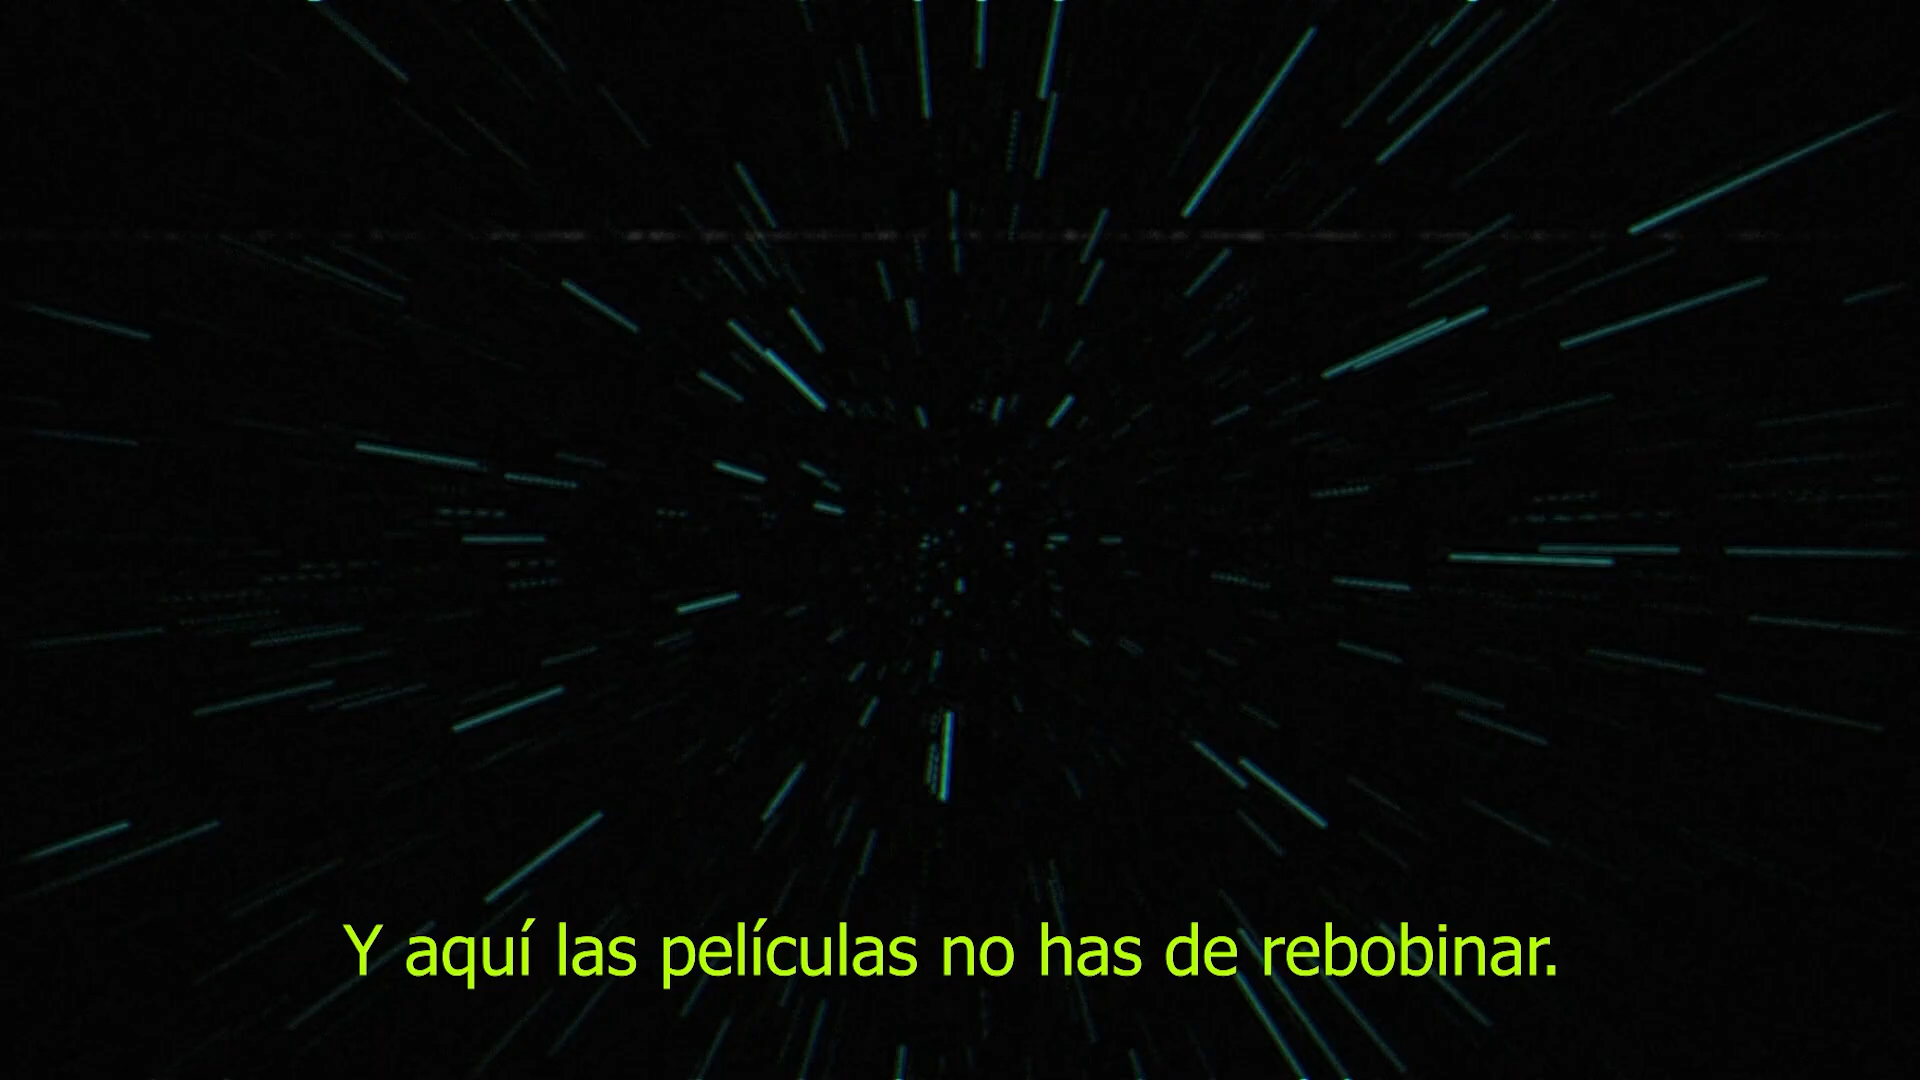 Y aquí las películas no has de rebobinar.